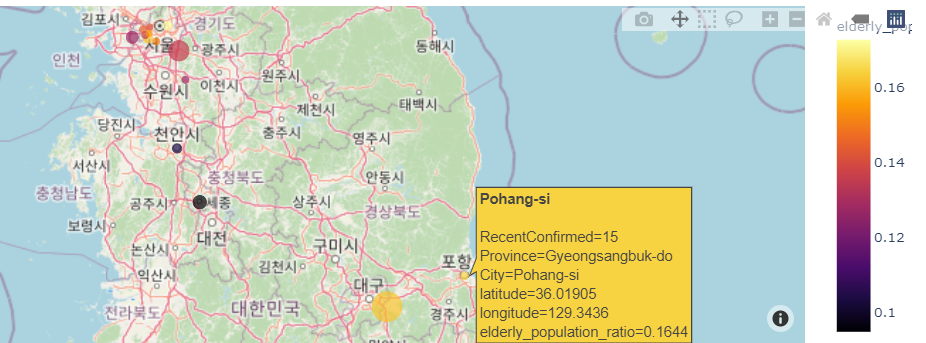 김포시
경기도
서울
광주시
인천
수원시
이천시
원주시
동해시
태백시
제천시
충주시
영주시
당진시
천안시
서산시
충청남도
충청북도
안동시
공주시
세종
상주시
경상북도
보령시
대전
논산시
구미시
김천시
포항
익산시
대구
전라북도
대한민국
경주시
Pohang-si
RecentConfirmed=15
Province=Gyeongsangbuk-do
City=Pohang-si
latitude=36.01905
longitude=129.3436
elderly_population_ratio=0.1644
elderly_pop
0.16
0.14
0.12
0.1